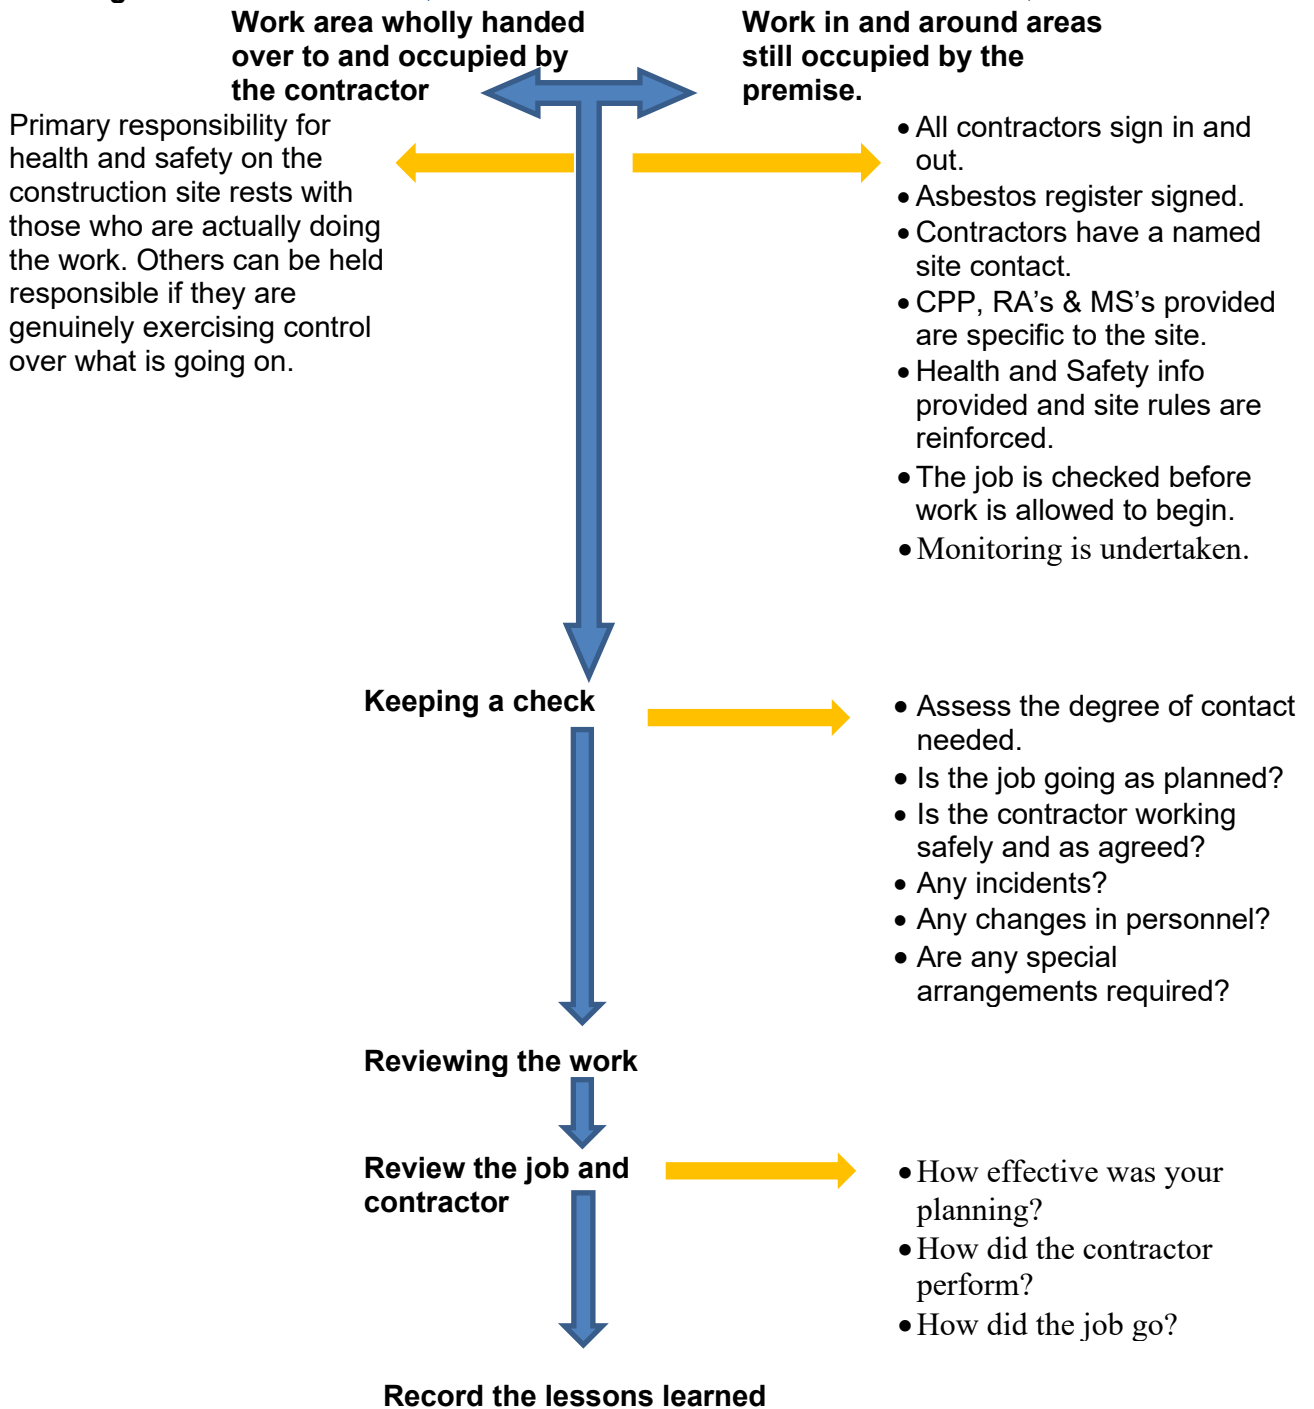 Work area wholly handed
over to and occupied by
the contractor
Work in and around areas
still occupied by the
premise.
Primary responsibility for
health and safety on the
construction site rests with
those who are actually doing
the work. Others can be held
responsible if they are
genuinely exercising control
over what is going on.
• All contractors sign in and
out.
• Asbestos register signed.
• Contractors have a named
site contact.
• CPP, RA's & MS's provided
are specific to the site.
• Health and Safety info
provided and site rules are
reinforced.
• The job is checked before
work is allowed to begin.
• Monitoring is undertaken.
Keeping a check
• Assess the degree of contact
needed.
• Is the job going as planned?
• Is the contractor working
safely and as agreed?
• Any incidents?
• Any changes in personnel?
• Are any special
arrangements required?
Reviewing the work
Review the job and
contractor
• How effective was your
planning?
• How did the contractor
perform?
• How did the job go?
Record the lessons learned